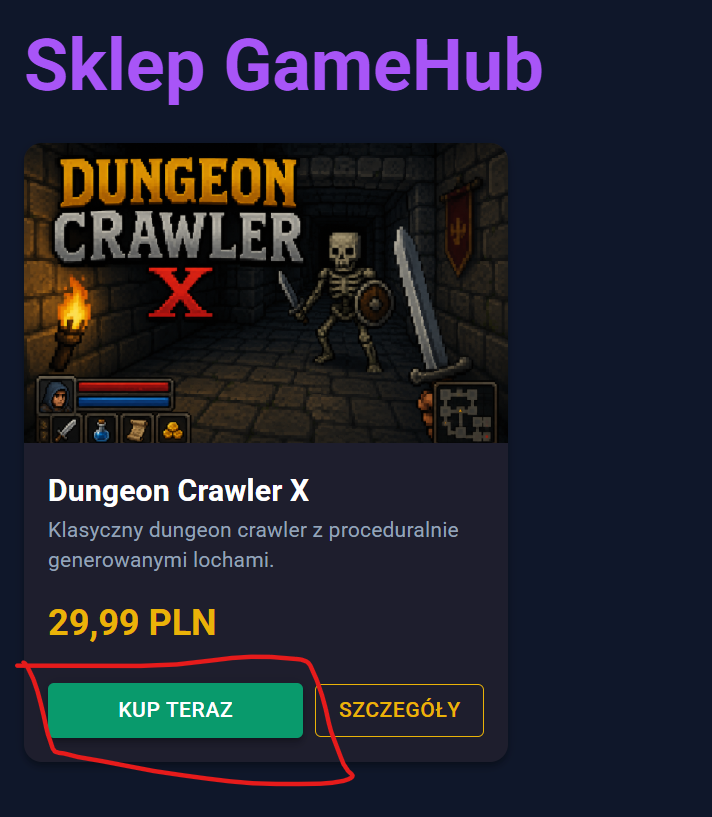 Sklep GameHub
DUNGEON
CRAWLER
X
Dungeon Crawler X
Klasyczny dungeon crawler z proceduralnie
generowanymi lochami.
29,99 PLN
KUP TERAZ
SZCZEGÓŁY